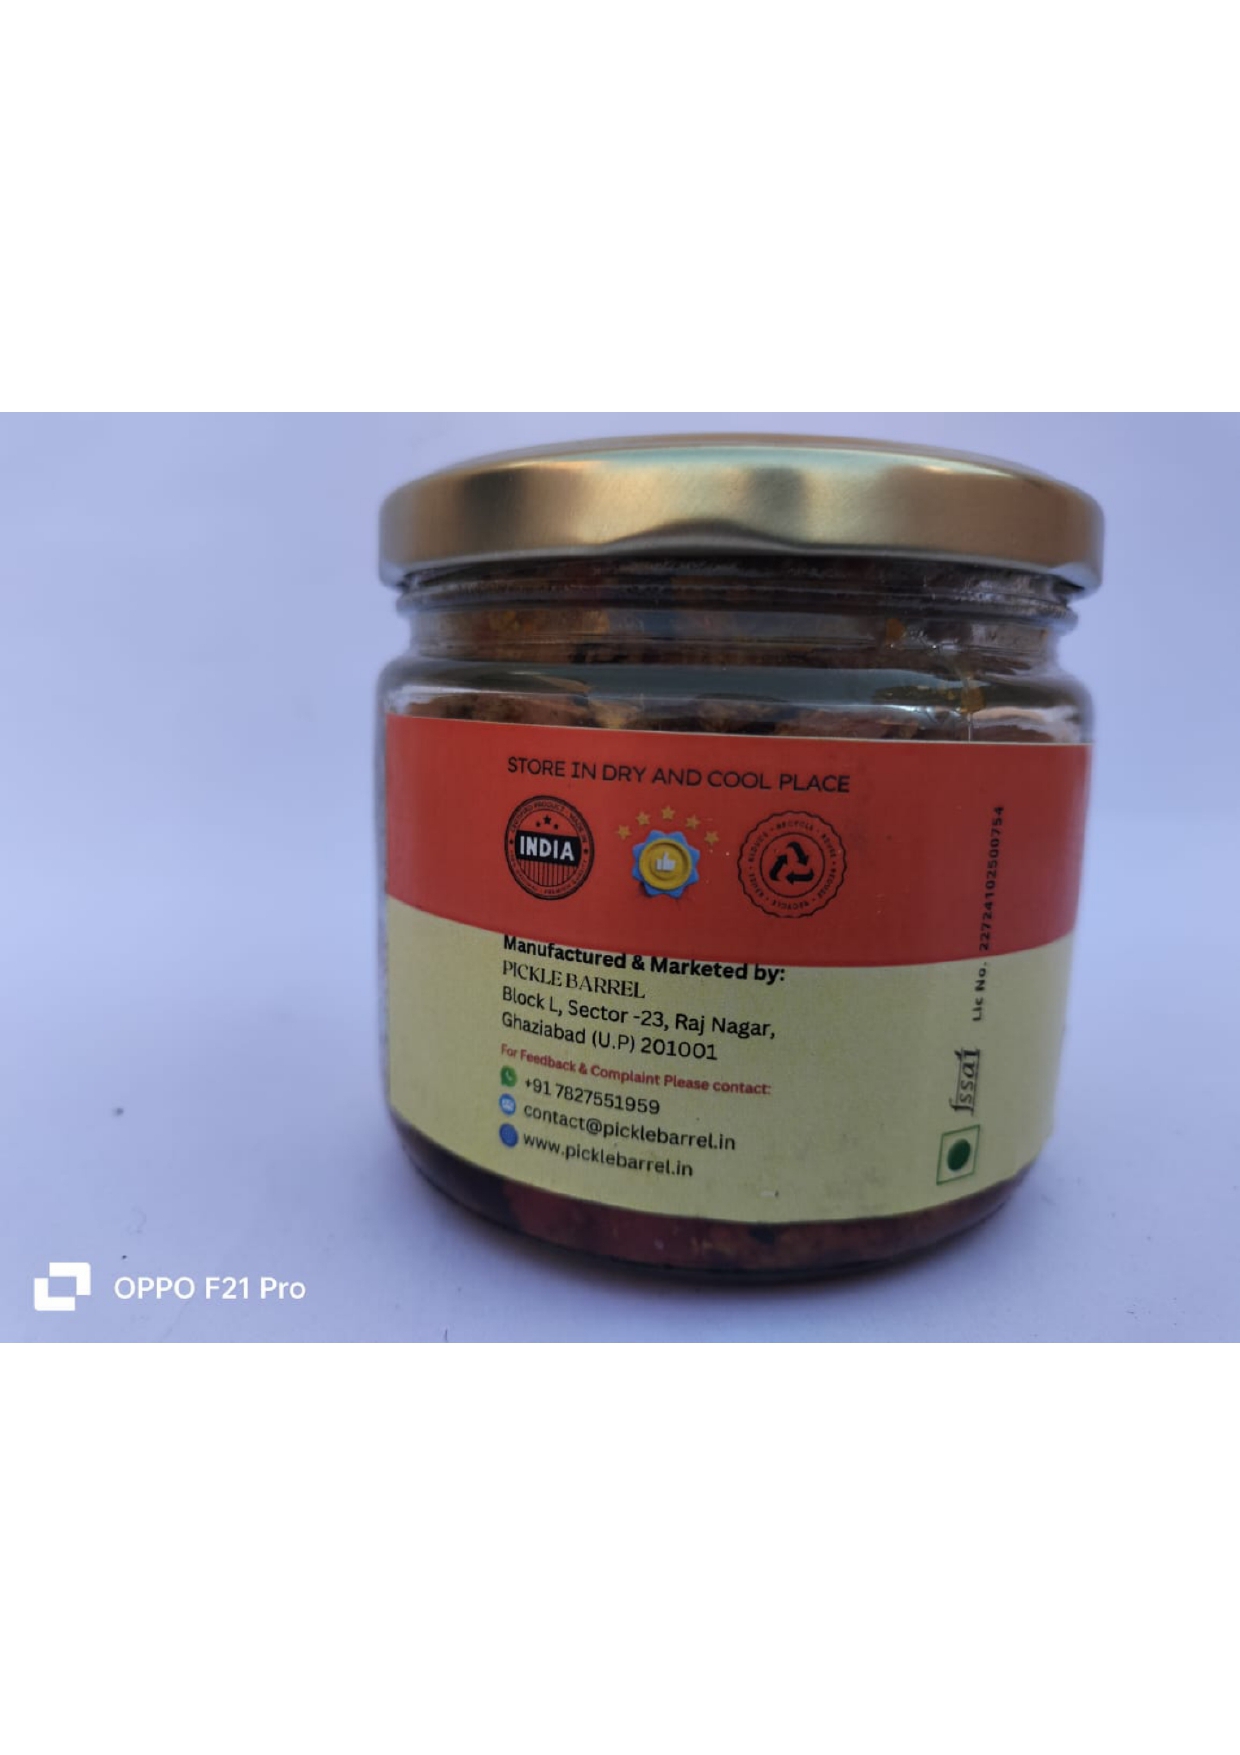 STORE IN DRY AND COOL PLACE
INDIA
Manufactured & Marketed by:
PICKLE BARREL
Block L, Sector -23, Raj Nagar,
Ghaziabad (U.P) 201001
For Feedback & Complaint Please contact:
+91 7827551959
contact@picklebarrel.in
www.picklebarrel.in
fssai
Lic No. 22724102500754
OPPO F21 Pro